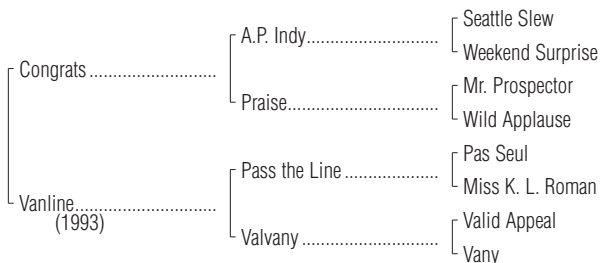 Seattle Slew
A.P. Indy
Weekend Surprise
Congrats
Mr. Prospector
Praise
Wild Applause
Pas Seul
Pass the Line
Miss K. L. Roman
Vanline
(1993)
Valid Appeal
Valvany
Vany